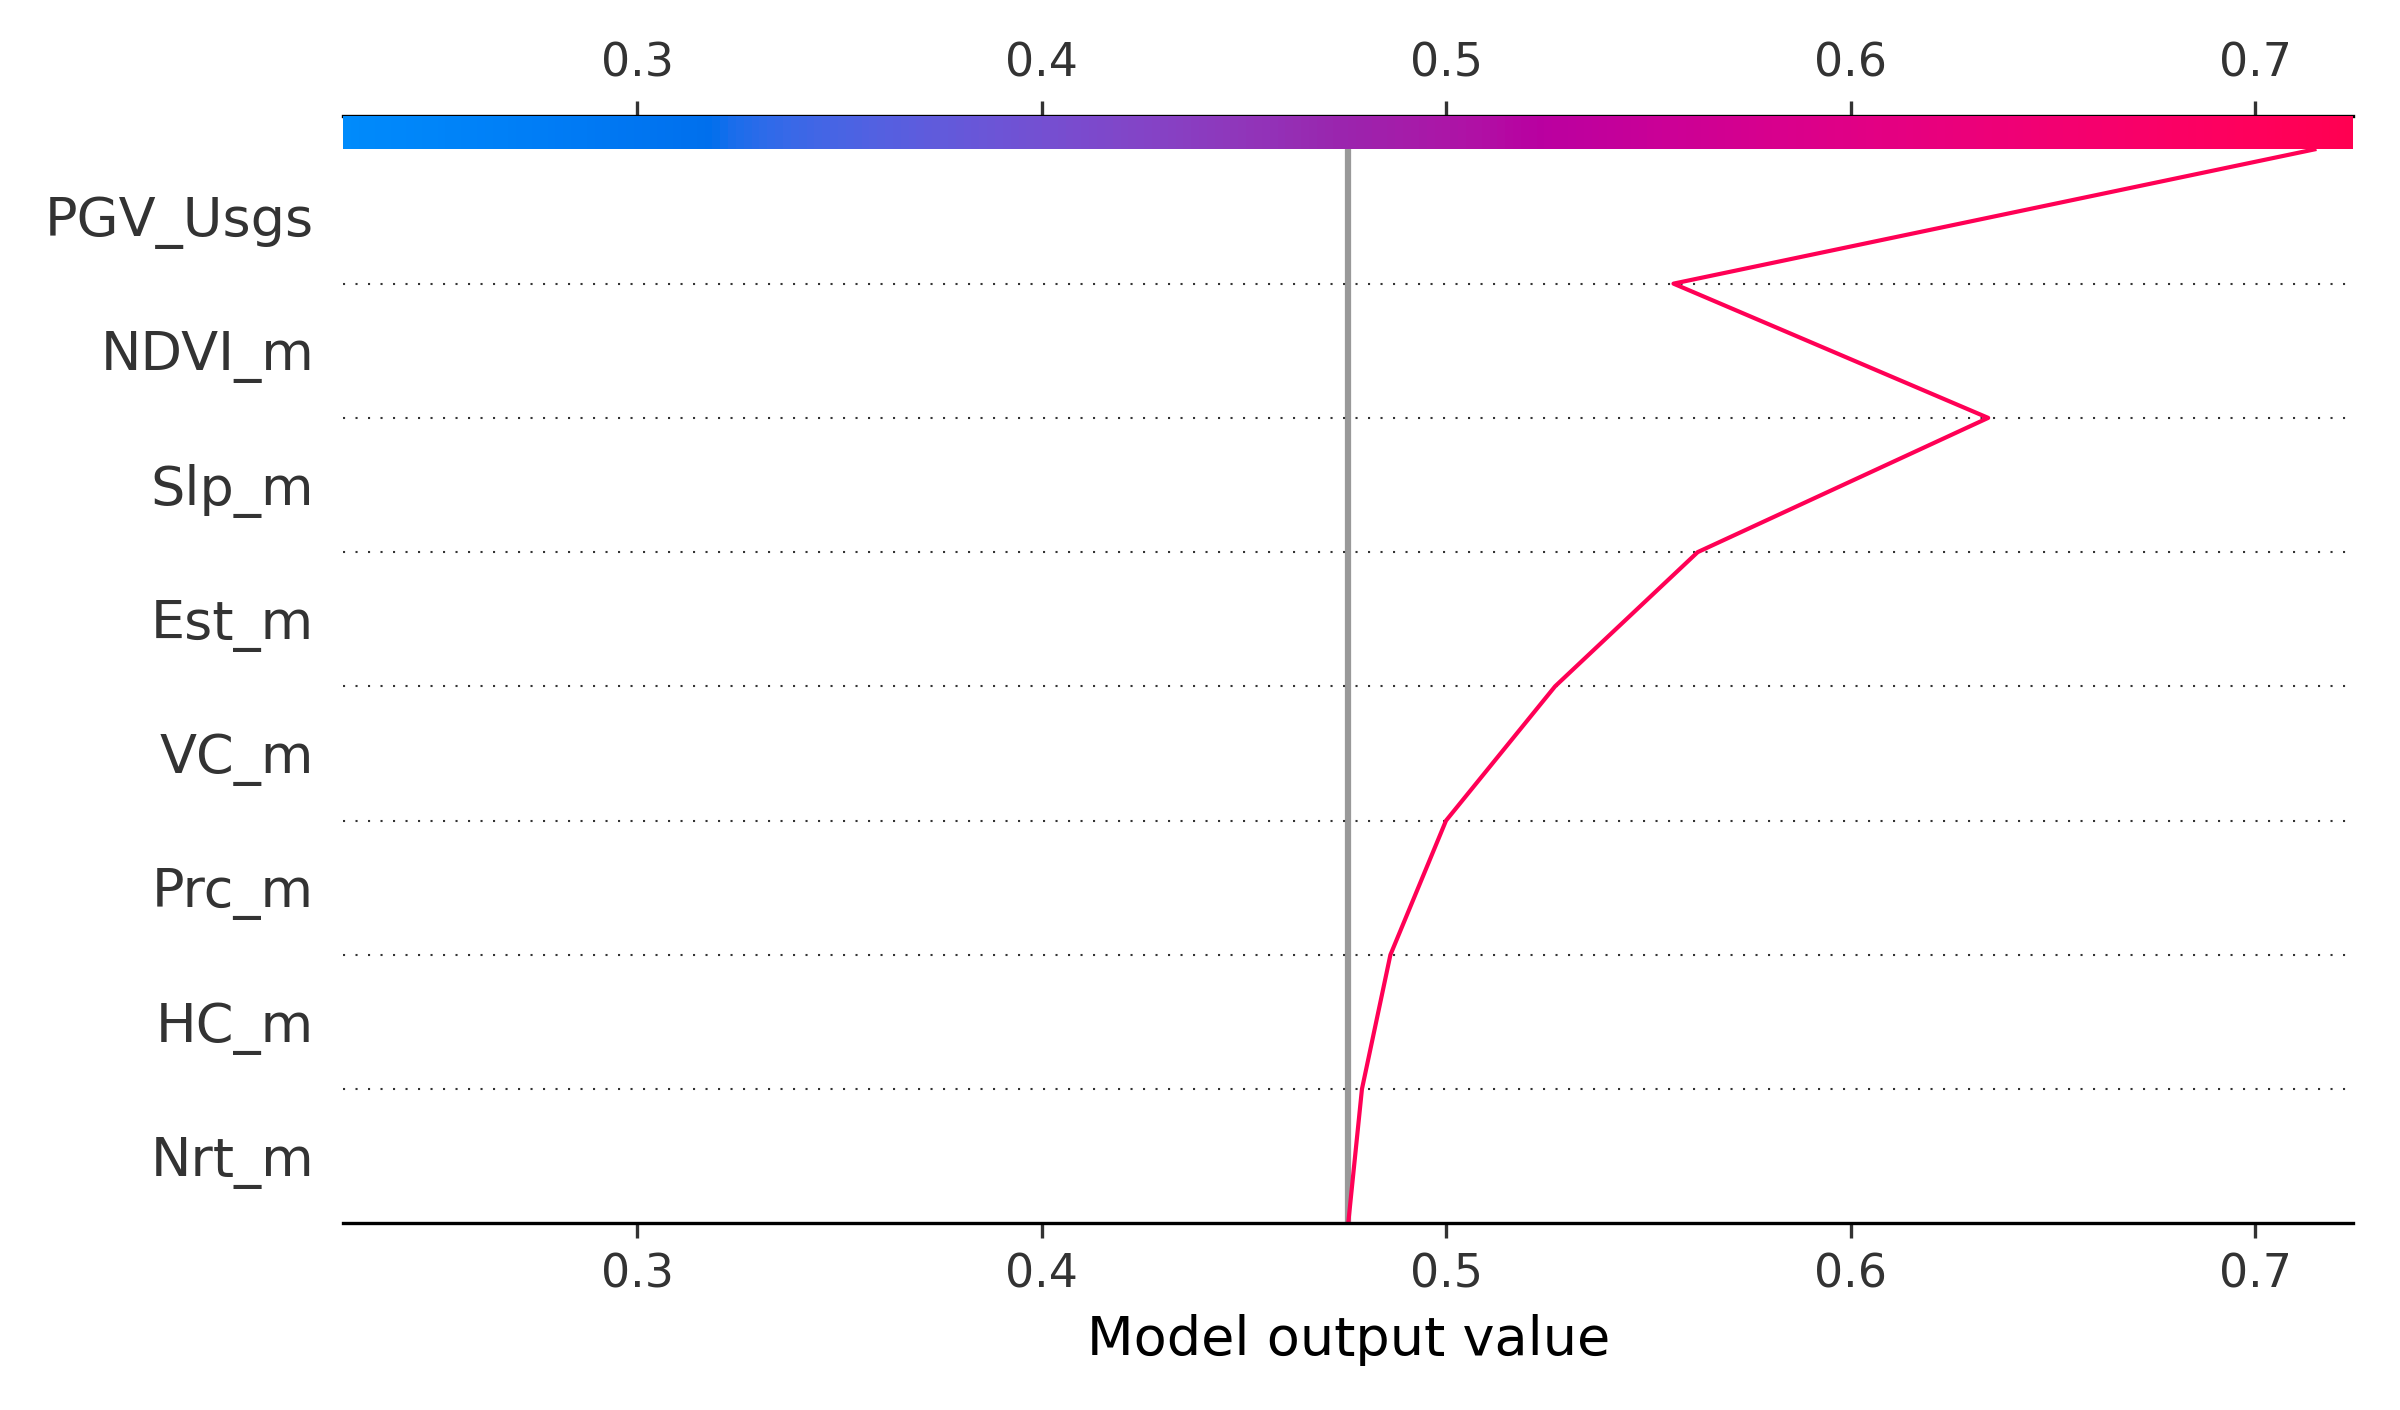 0.3 0.4 0.5 0.6 0.7
PGV_Usgs
NDVI_m
Slp_m
Est_m
VC_m
Prc_m
HC_m
Nrt_m
0.3 0.4 0.5 0.6 0.7
Model output value